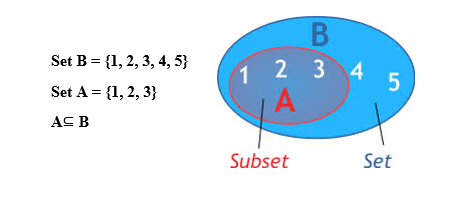 Set B = {1, 2, 3, 4, 5}
Set A = {1, 2, 3}
A⊆ B
B
1 2 3 4 5
A
Subset Set